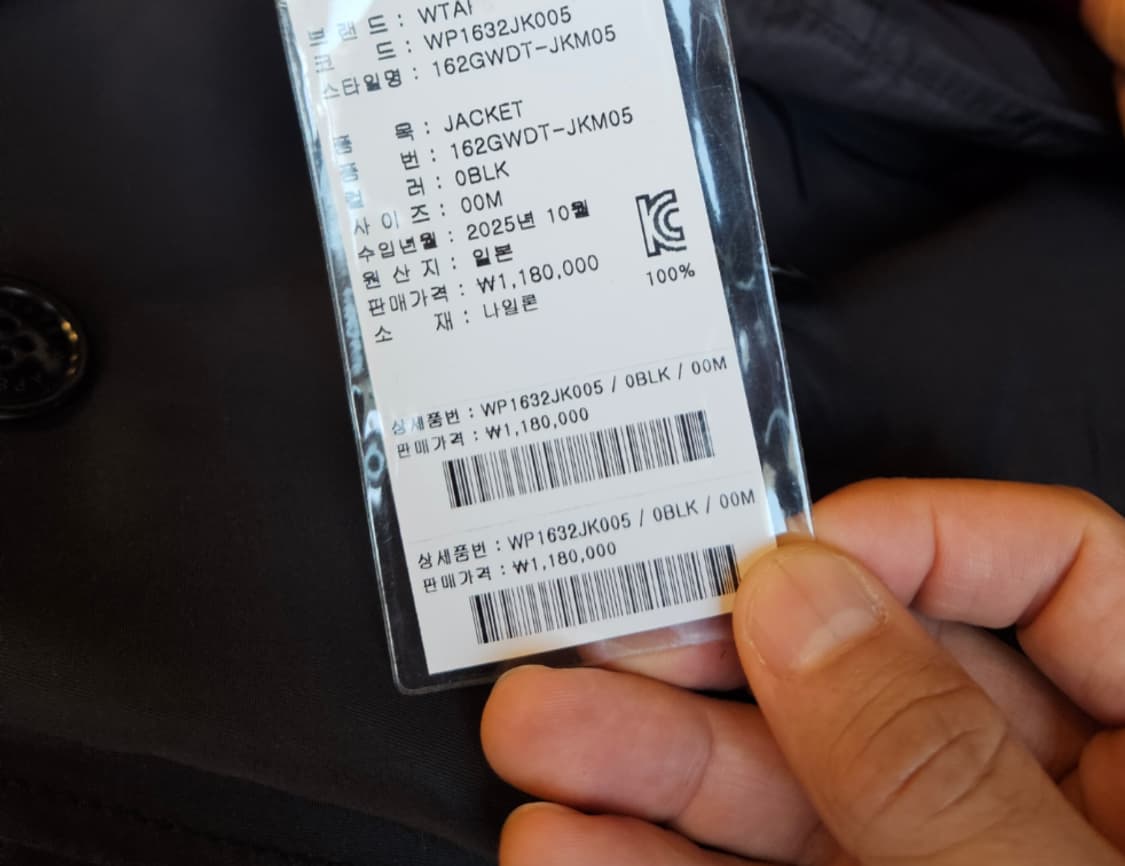 브 랜 드 : WTAF
코 드 : WP1632JK005
스타일명 : 162GWDT-JKM05
품 목 : JACKET
품 번 : 162GWDT-JKM05
컬 러 : 0BLK
사 이 즈 : 00M
수입년월 : 2025년 10월
원 산 지 : 일본
판매가격 : ₩1,180,000
소 재 : 나일론
KC
100%
상세품번 : WP1632JK005 / 0BLK / 00M
판매가격 : ₩1,180,000
상세품번 : WP1632JK005 / 0BLK / 00M
판매가격 : ₩1,180,000